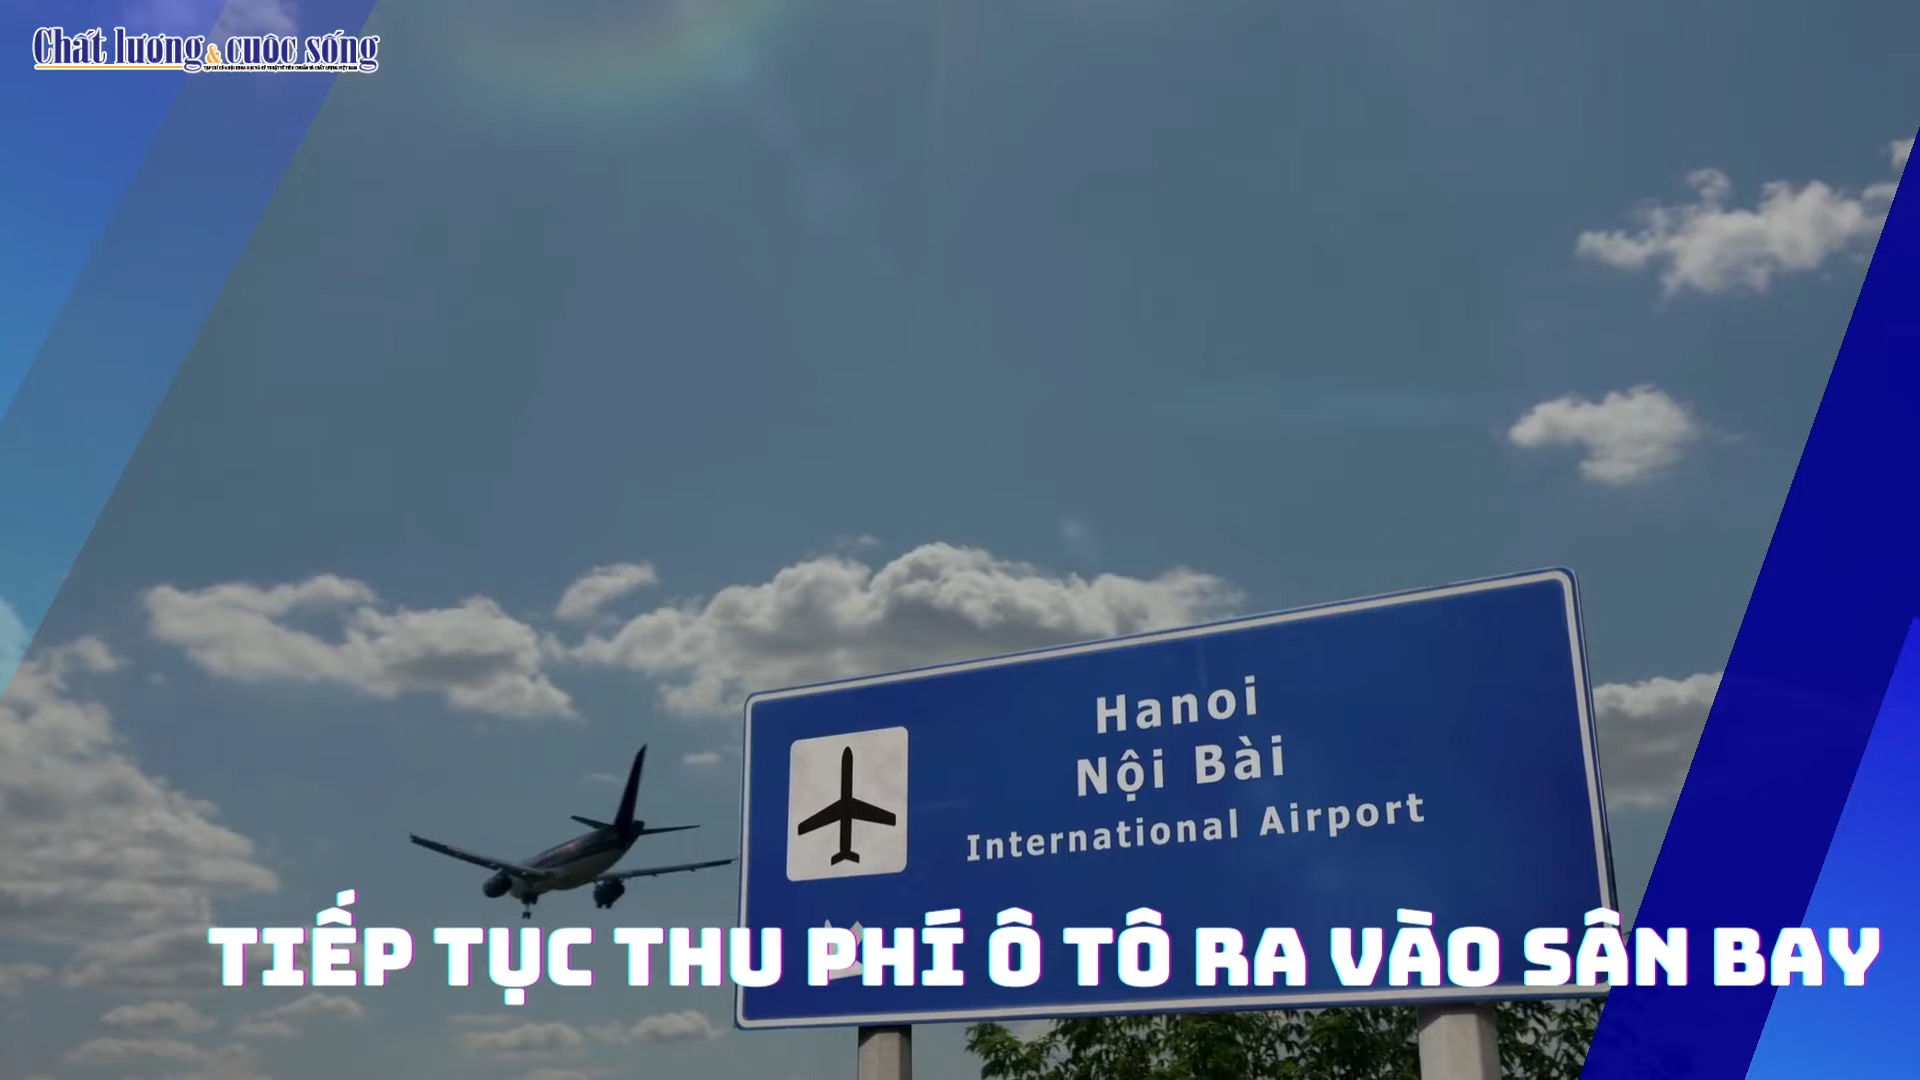 Chất lượng & cuộc sống
Hanoi
Nội Bài
International Airport
TIẾP TỤC THU PHÍ Ô TÔ RA VÀO SÂN BAY